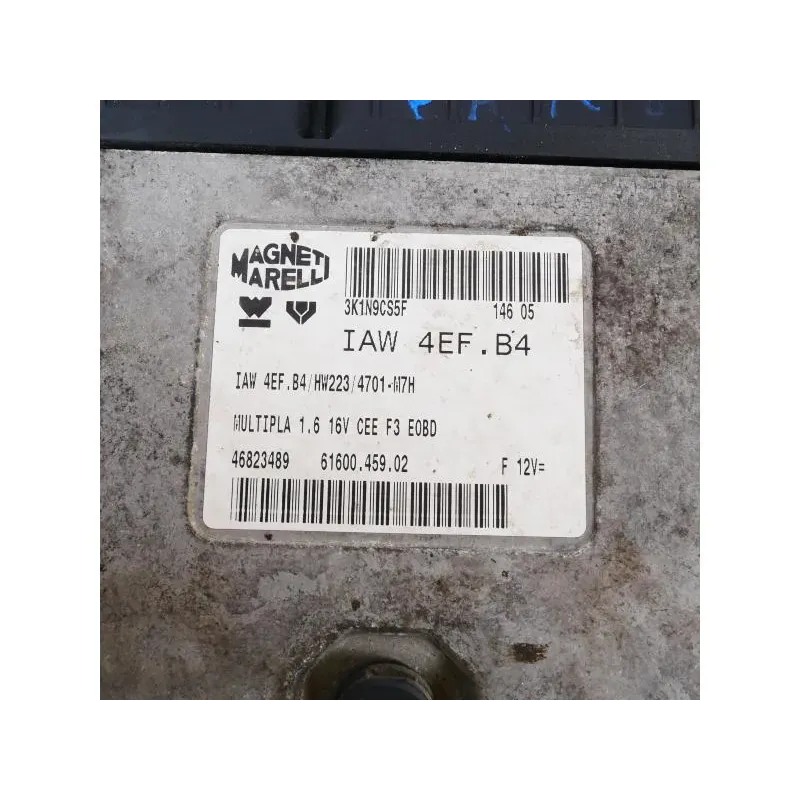 MAGNETI
MARELLI
3K1N9CS5F 146 05
IAW 4EF.B4
IAW 4EF.B4/HW223/4701-M7H
MULTIPLA 1.6 16V CEE F3 EOBD
46823489 61600.459.02 F 12V=